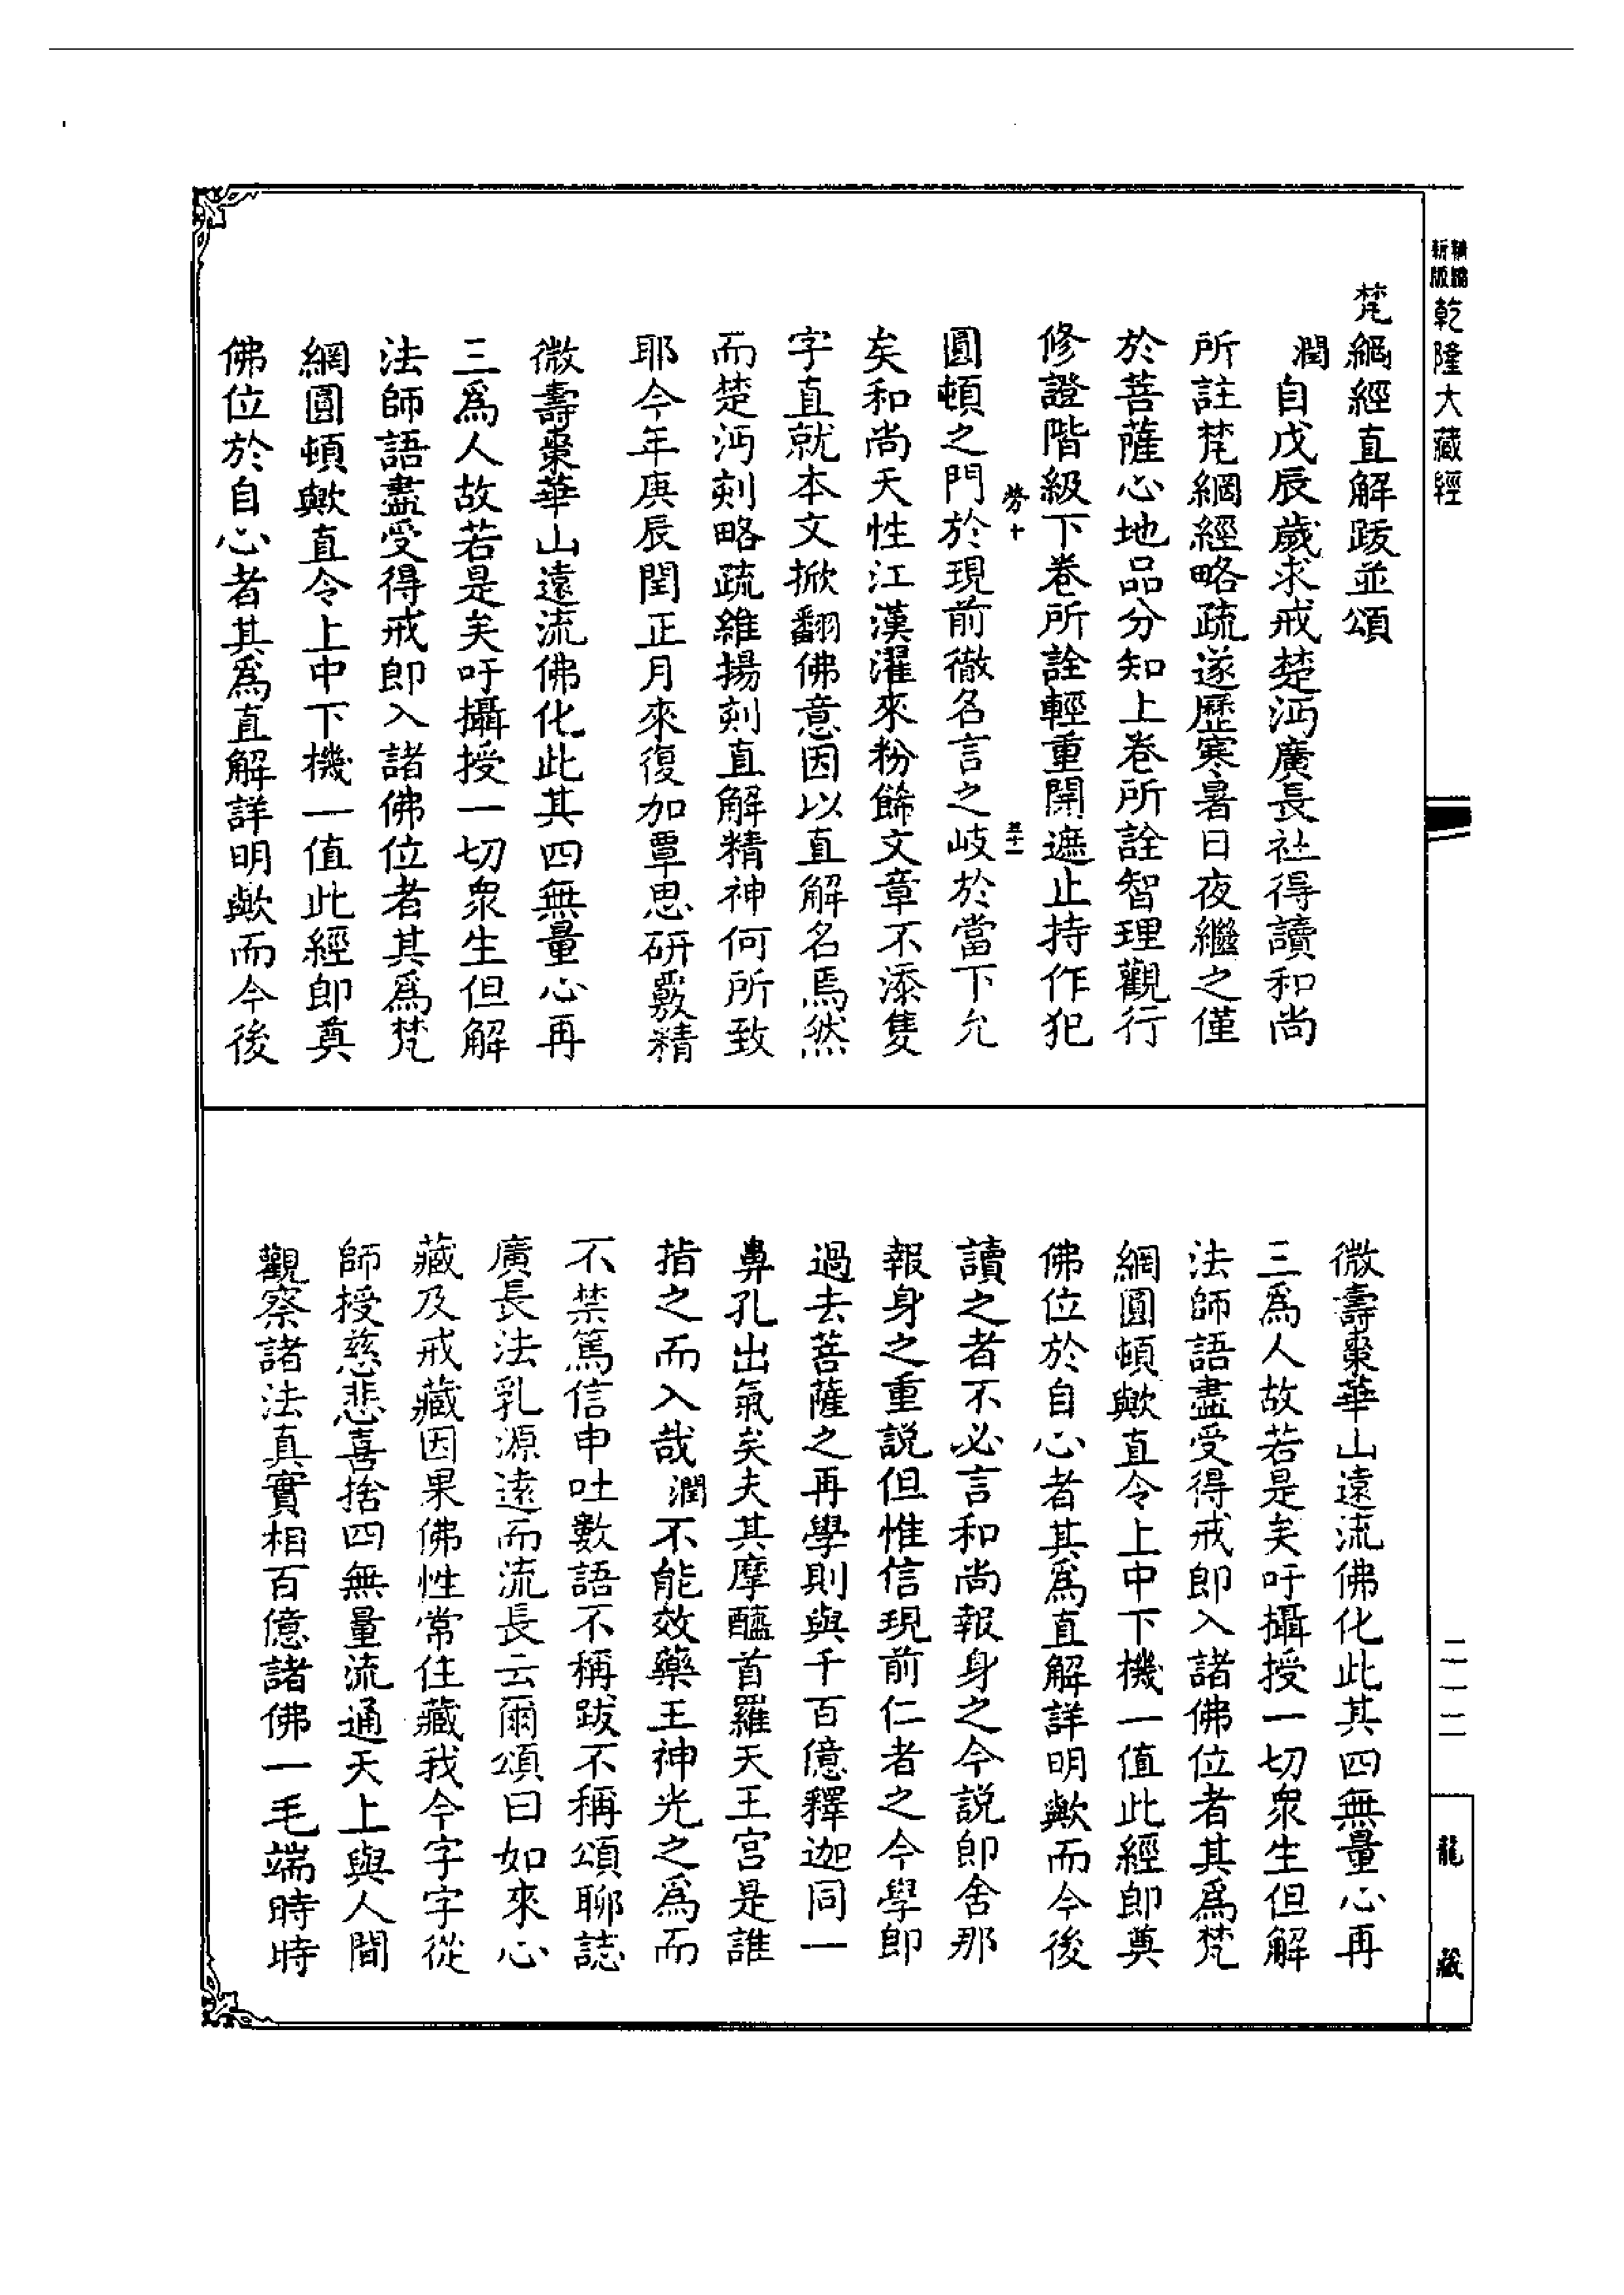 精縮新版
乾隆大藏經
梵網經直解跋並頌
潤自戊辰歲求戒楚沔廣長社得讀和尚
所註梵網經略疏遂歷寒暑日夜繼之僅
於菩薩心地品分知上卷所詮智理觀行
修證階級下卷所詮輕重開遮止持作犯
勞十
圓頓之門於現前徹名言之岐於當下允
矣和尚天性江漢濯來粉餙文章不添隻
字直就本文掀翻佛意因以直解名焉然
而楚沔刻略疏維揚刻直解精神何所致
耶今年庚辰閏正月來復加覃思研覈精
微壽棗華山遠流佛化此其四無量心再
三爲人故若是矣吁攝授一切衆生但解
法師語盡受得戒即入諸佛位者其爲梵
網圓頓歟直令上中下機一值此經即奠
佛位於自心者其爲直解詳明歟而今後
微壽棗華山遠流佛化此其四無量心再
三爲人故若是矣吁攝授一切衆生但解
法師語盡受得戒即入諸佛位者其爲梵
網圓頓歟直令上中下機一值此經即奠
佛位於自心者其爲直解詳明歟而今後
讀之者不必言和尚報身之今説即舍那
報身之重説但惟信現前仁者之今學即
過去菩薩之再學則與千百億釋迦同一
鼻孔出氣矣夫其摩醯首羅天王宮是誰
指之而入哉潤不能效藥王神光之爲而
不禁篤信申吐數語不稱跋不稱頌聊誌
廣長法乳源遠而流長云爾頌曰如來心
藏及戒藏因果佛性常住藏我今字字從
師授慈悲喜捨四無量流通天上與人間
觀察諸法真實相百億諸佛一毛端時時
二一二
龍藏